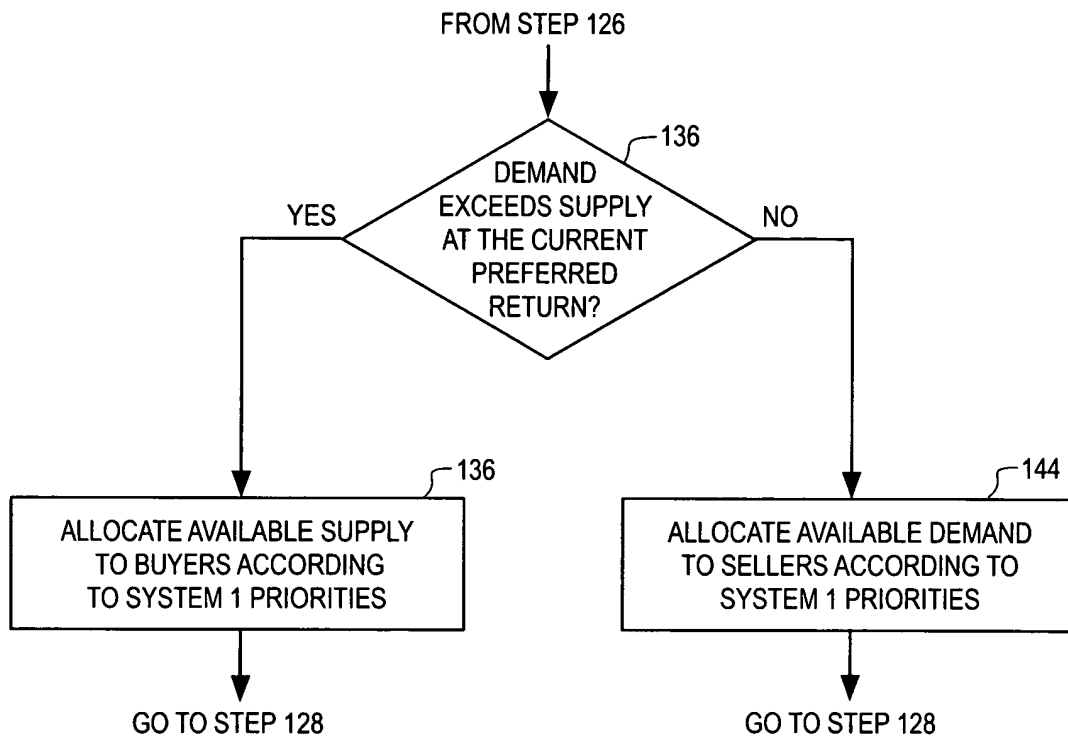 FROM STEP 126
136
DEMAND
EXCEEDS SUPPLY
AT THE CURRENT
PREFERRED
RETURN?
YES
NO
136
ALLOCATE AVAILABLE SUPPLY
TO BUYERS ACCORDING
TO SYSTEM 1 PRIORITIES
GO TO STEP 128
144
ALLOCATE AVAILABLE DEMAND
TO SELLERS ACCORDING TO
SYSTEM 1 PRIORITIES
GO TO STEP 128